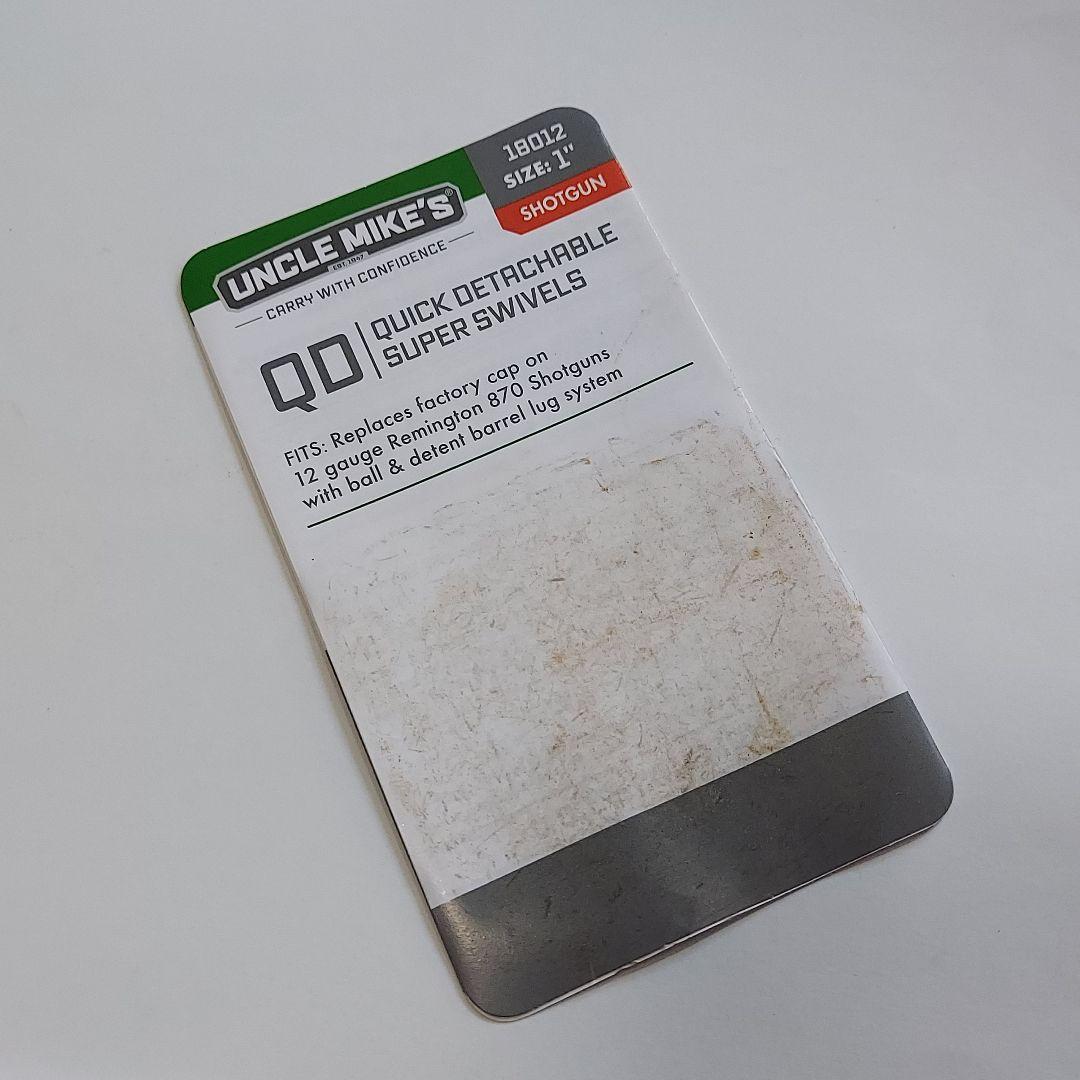 18012
SIZE: 1"
SHOTGUN
UNCLE MIKE'S®
EST. 1947
CARRY WITH CONFIDENCE
QD
QUICK DETACHABLE
SUPER SWIVELS
FITS: Replaces factory cap on
12 gauge Remington 870 Shotguns
with ball & detent barrel lug system